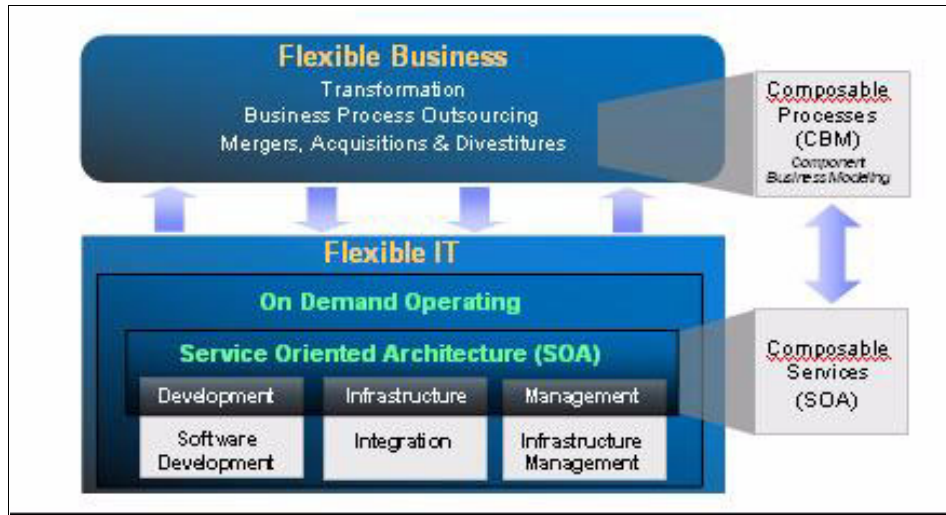 Flexible Business
Transformation
Business Process Outsourcing
Mergers, Acquisitions & Divestitures
Composable
Processes
(CBM)
Component
Business Modeling
Flexible IT
On Demand Operating
Service Oriented Architecture (SOA)
Development
Infrastructure
Management
Software
Development
Integration
Infrastructure
Management
Composable
Services
(SOA)